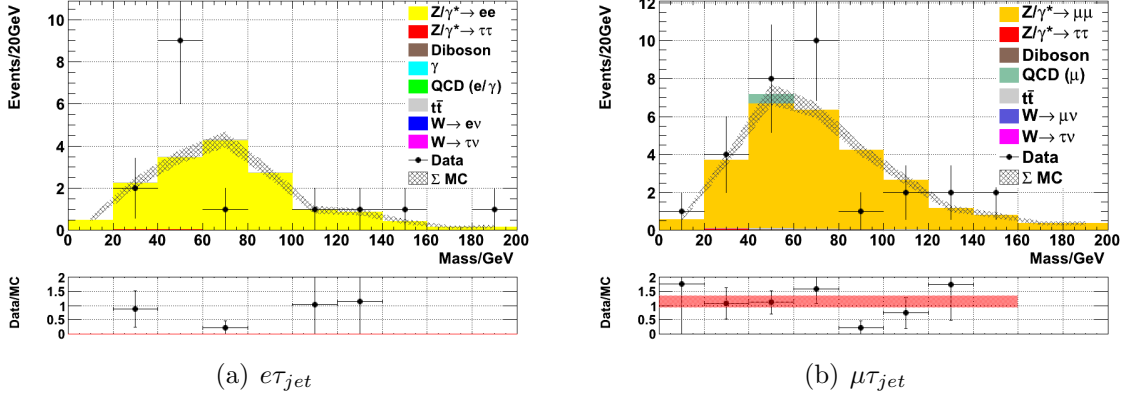 Events/20GeV
10
8
6
4
2
0
0 20 40 60 80 100 120 140 160 180 200
Mass/GeV
Z/γ*→ ee
Z/γ*→ ττ
Diboson
γ
QCD (e/γ)
tt̄
W→ eν
W→ τν
Data
Σ MC
Data/MC
2
1.5
1
0.5
0
(a) eτjet
Events/20GeV
12
10
8
6
4
2
0
0 20 40 60 80 100 120 140 160 180 200
Mass/GeV
Z/γ*→ μμ
Z/γ*→ ττ
Diboson
QCD (μ)
tt̄
W→ μν
W→ τν
Data
Σ MC
Data/MC
2
1.5
1
0.5
0
(b) μτjet